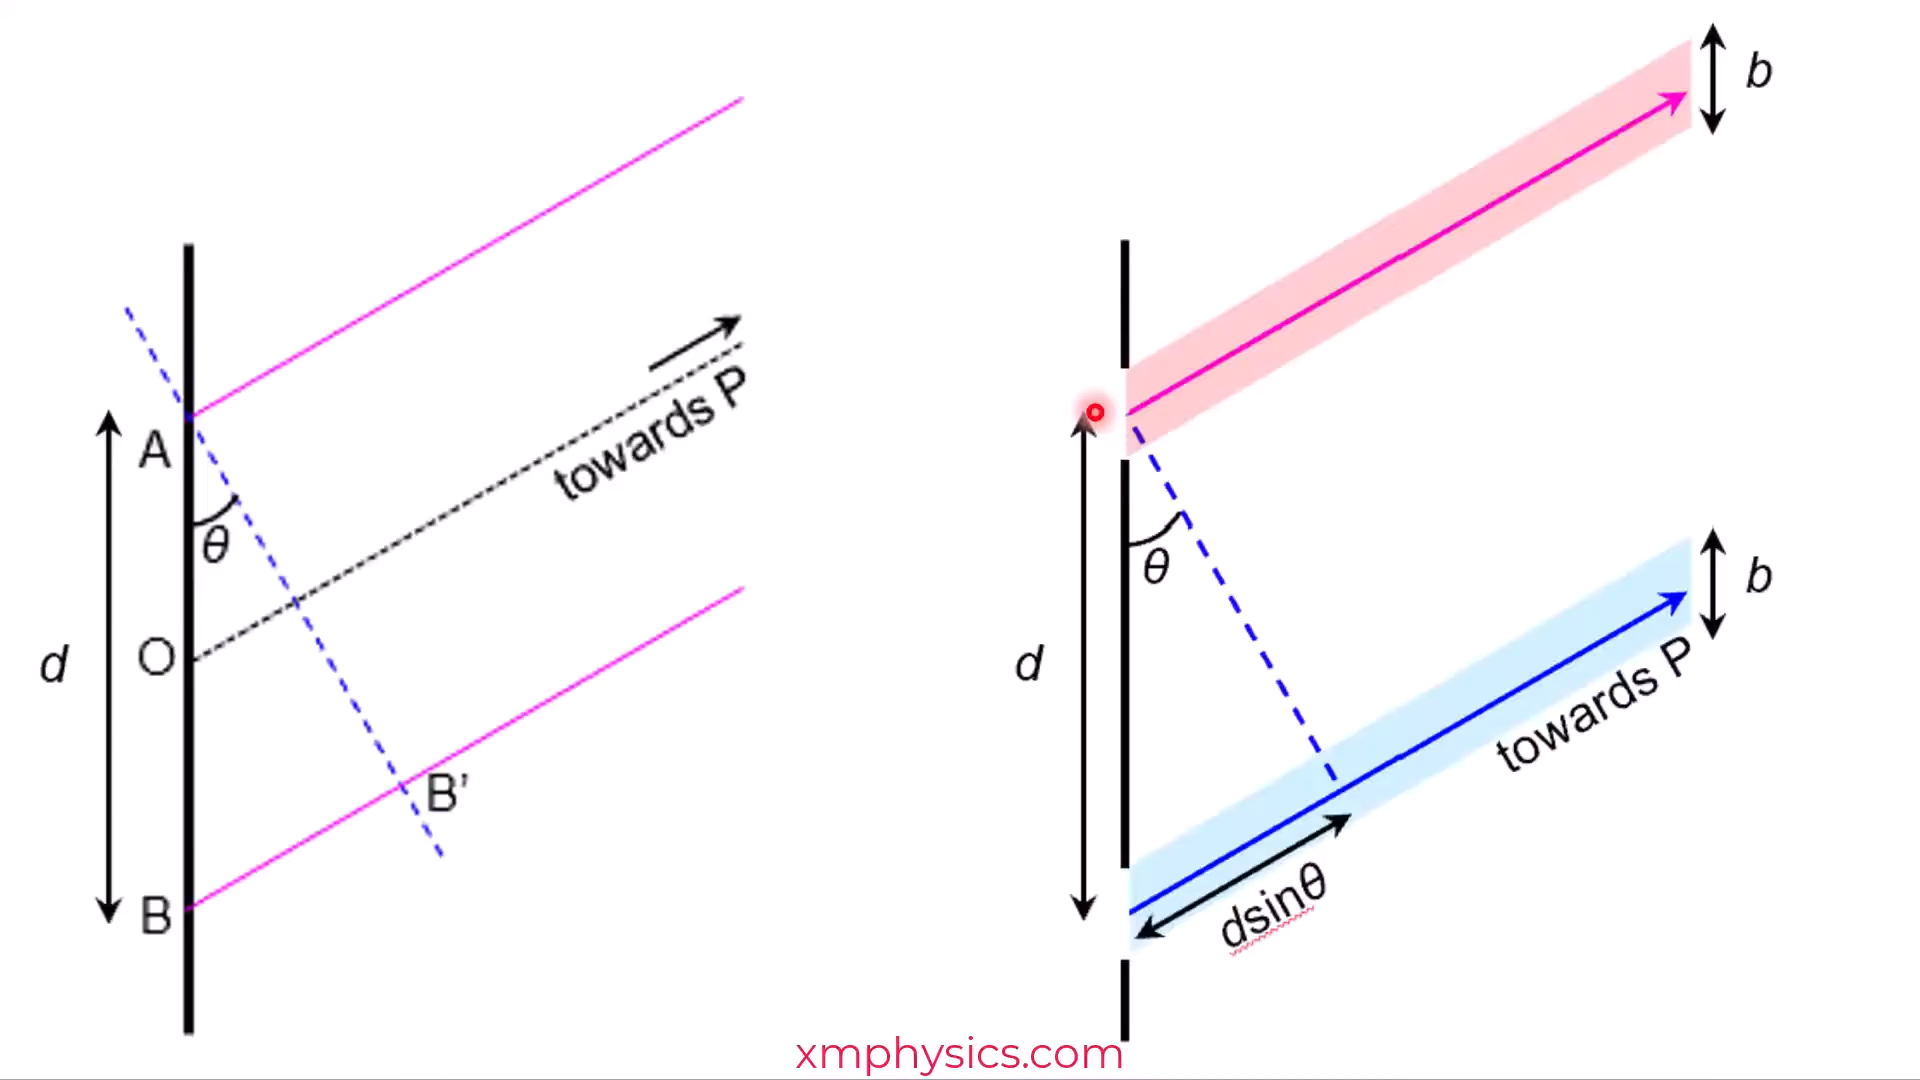 A
θ
towards P
d
O
B'
B
b
θ
d
b
towards P
dsinθ
xmphysics.com